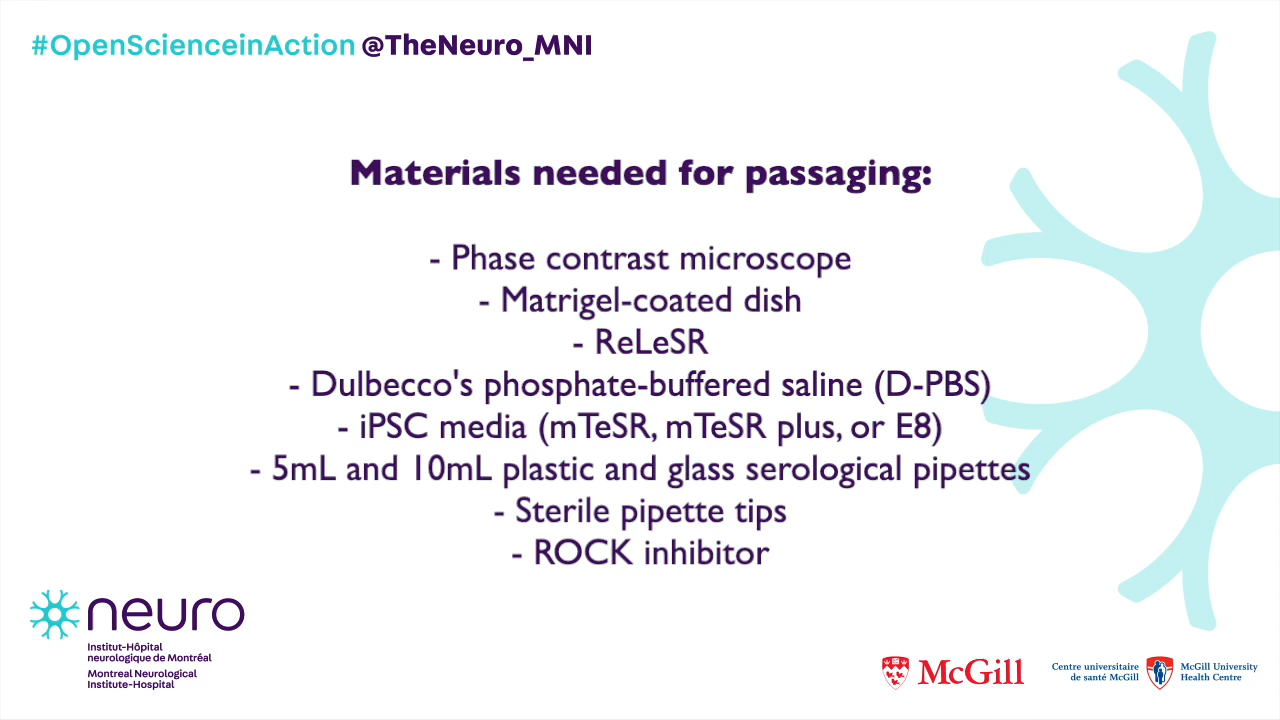 #OpenScienceinAction @TheNeuro_MNI
Materials needed for passaging:
- Phase contrast microscope
- Matrigel-coated dish
- ReLeSR
- Dulbecco's phosphate-buffered saline (D-PBS)
- iPSC media (mTeSR, mTeSR plus, or E8)
- 5mL and 10mL plastic and glass serological pipettes
- Sterile pipette tips
- ROCK inhibitor
neuro
Institut-Hôpital
neurologique de Montréal
Montreal Neurological
Institute-Hospital
McGill
Centre universitaire
de santé McGill
McGill University
Health Centre